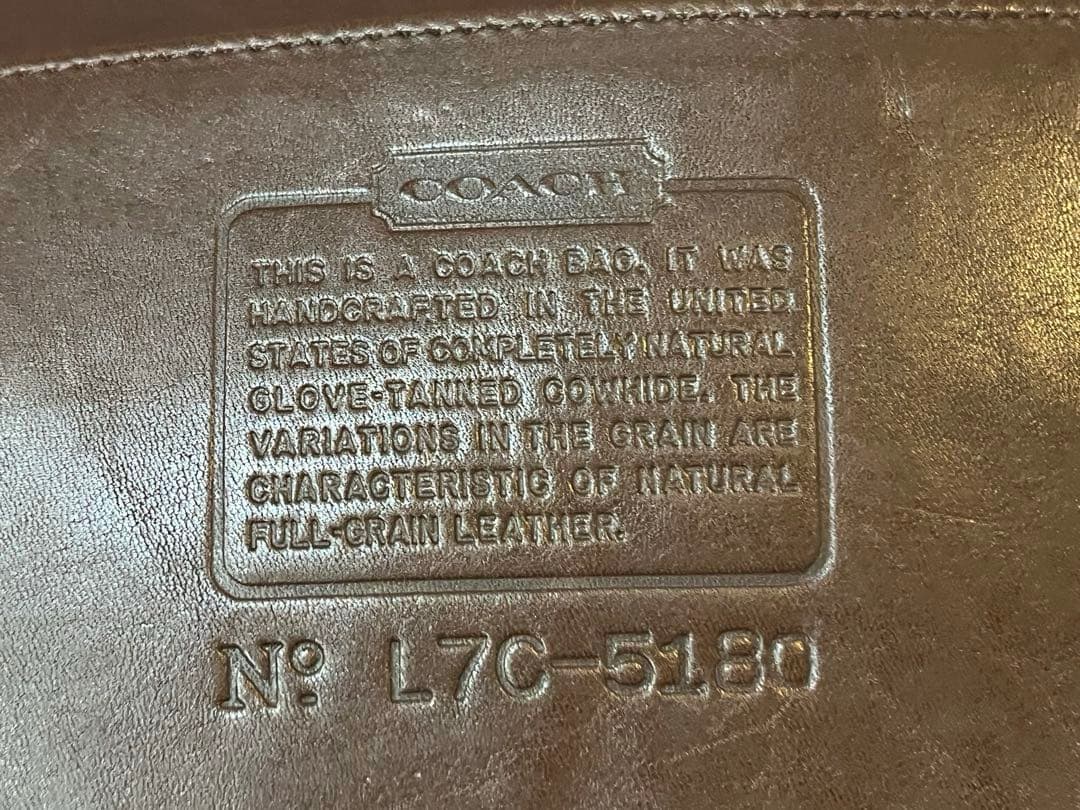 COACH
THIS IS A COACH BAG. IT WAS
HANDCRAFTED IN THE UNITED
STATES OF COMPLETELY NATURAL
GLOVE-TANNED COWHIDE. THE
VARIATIONS IN THE GRAIN ARE
CHARACTERISTIC OF NATURAL
FULL-GRAIN LEATHER.
Nº L7C-5180